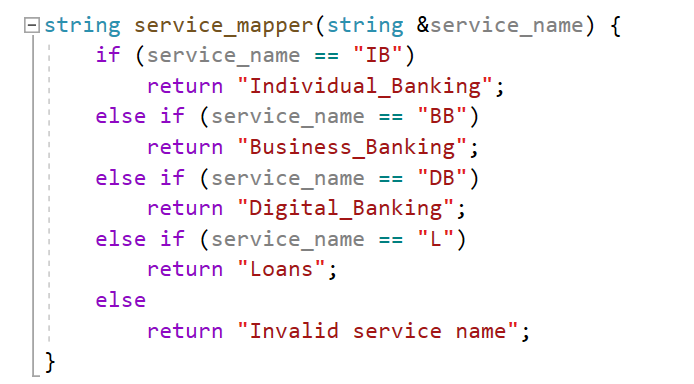 string service_mapper(string &service_name) {
if (service_name == "IB")
return "Individual_Banking";
else if (service_name == "BB")
return "Business_Banking";
else if (service_name == "DB")
return "Digital_Banking";
else if (service_name == "L")
return "Loans";
else
return "Invalid service name";
}